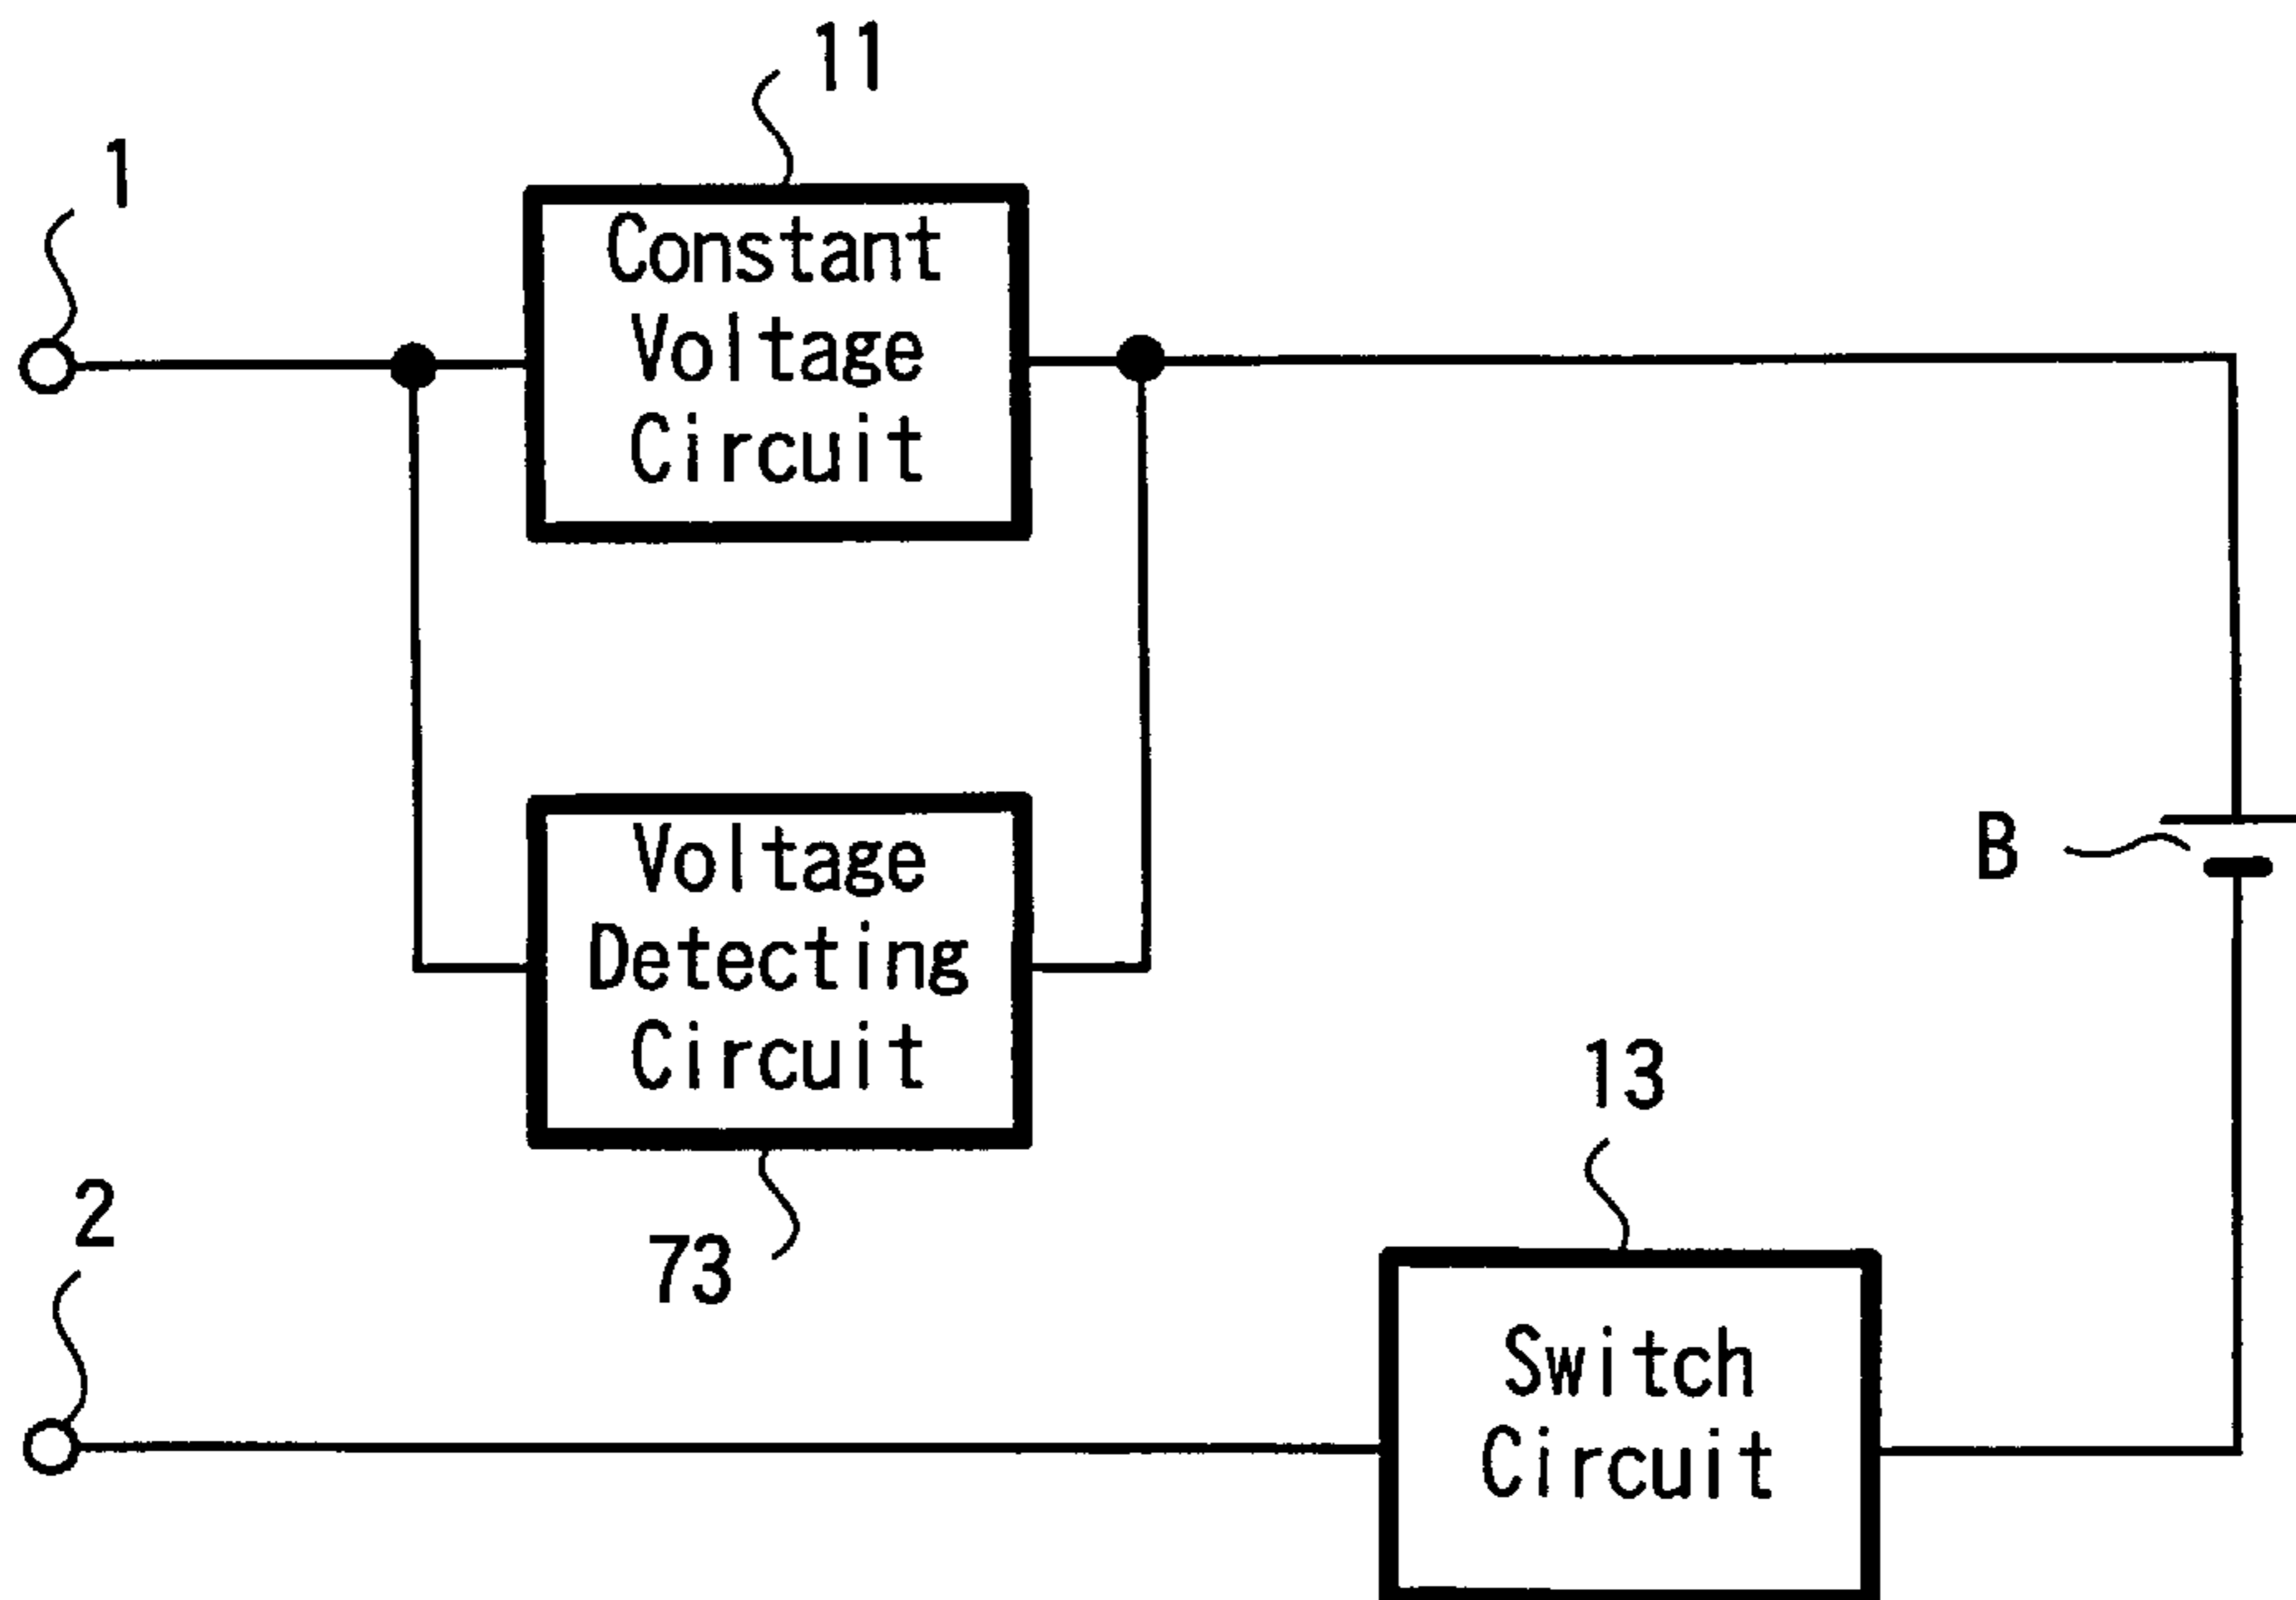 11
1
Constant
Voltage
Circuit
B
Voltage
Detecting
Circuit
13
2
73
Switch
Circuit